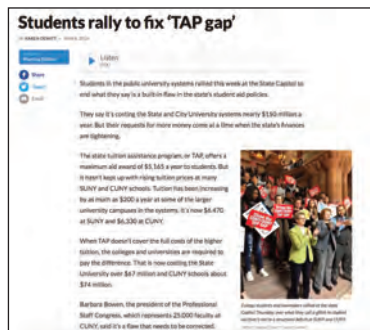 Students rally to fix 'TAP gap'
BY KAREN DEWITT
Listen
Share
Tweet
Email
Students in the public university systems rallied this week at the State Capitol to
end what they say is a built-in flaw in the state's student aid policies.
They say it's costing the State and City University systems nearly $150 million a
year. But their requests for more money come at a time when the state's finances
are tightening.
The state tuition assistance program, or TAP, offers a
maximum aid award of $5,165 a year to students. But
it hasn't kept up with rising tuition prices at many
SUNY and CUNY schools. Tuition has been increasing
by as much as $200 a year at some of the larger
university campuses in the systems. It's now $6,470
at SUNY and $6,330 at CUNY.
When TAP doesn't cover the full costs of the higher
tuition, the colleges and universities are required to
pay the difference. That is now costing the State
University over $67 million and CUNY schools about
$74 million.
Barbara Bowen, the president of the Professional
Staff Congress, which represents 25,000 faculty at
CUNY, said it's a flaw that needs to be corrected.